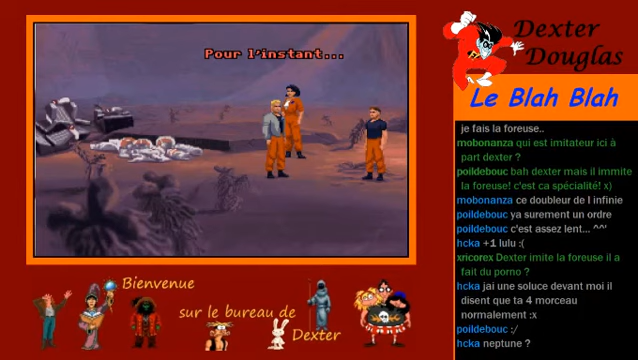 Pour l'instant...
Dexter
Douglas
Le Blah Blah
je fais la foreuse..
mobonanza qui est imitateur ici à
part dexter ?
poildebouc bah dexter mais il immite
la foreuse! c'est ca spécialité! x)
mobonanza ce doubleur de l infinie
poildebouc ya surement un ordre
poildebouc c'est assez lent... ^^'
hcka +1 lulu :(
xricorex Dexter imite la foreuse il a
fait du porno ?
hcka jai une soluce devant moi il
disent que ta 4 morceau
normalement :x
poildebouc :/
hcka neptune ?
Bienvenue
sur le bureau de
Dexter